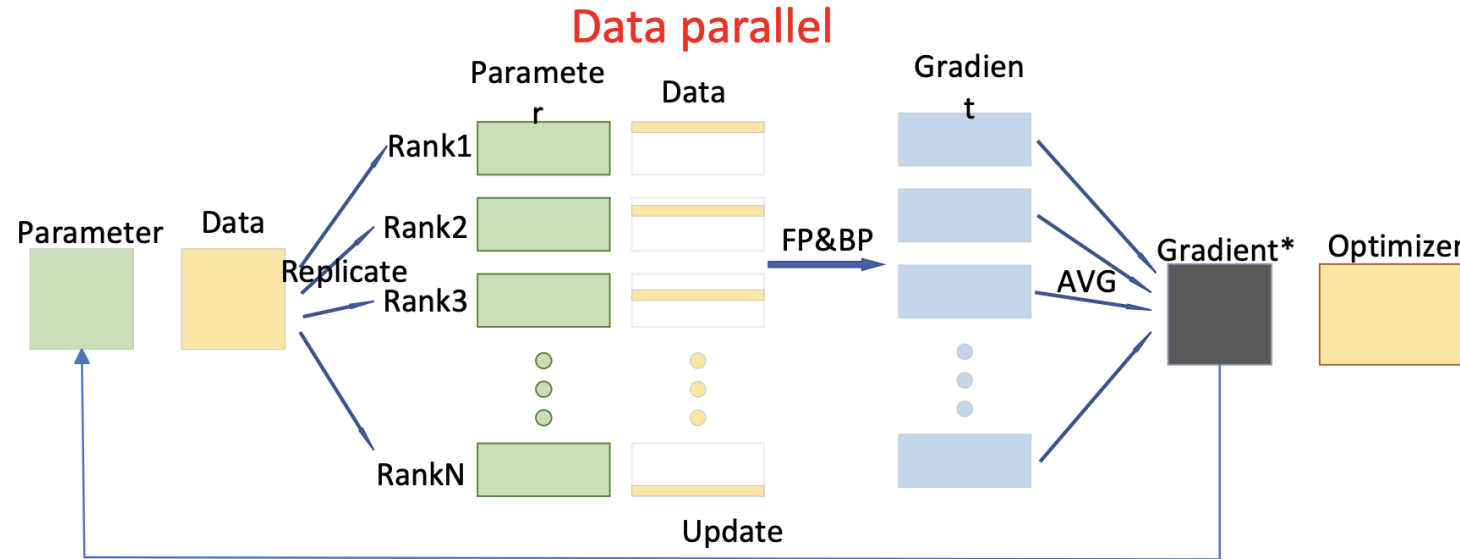 Data parallel
Paramete
r
Data
Gradien
t
Rank1
Parameter
Data
Rank2
Replicate
FP&BP
Gradient*
Optimizer
Rank3
AVG
RankN
Update